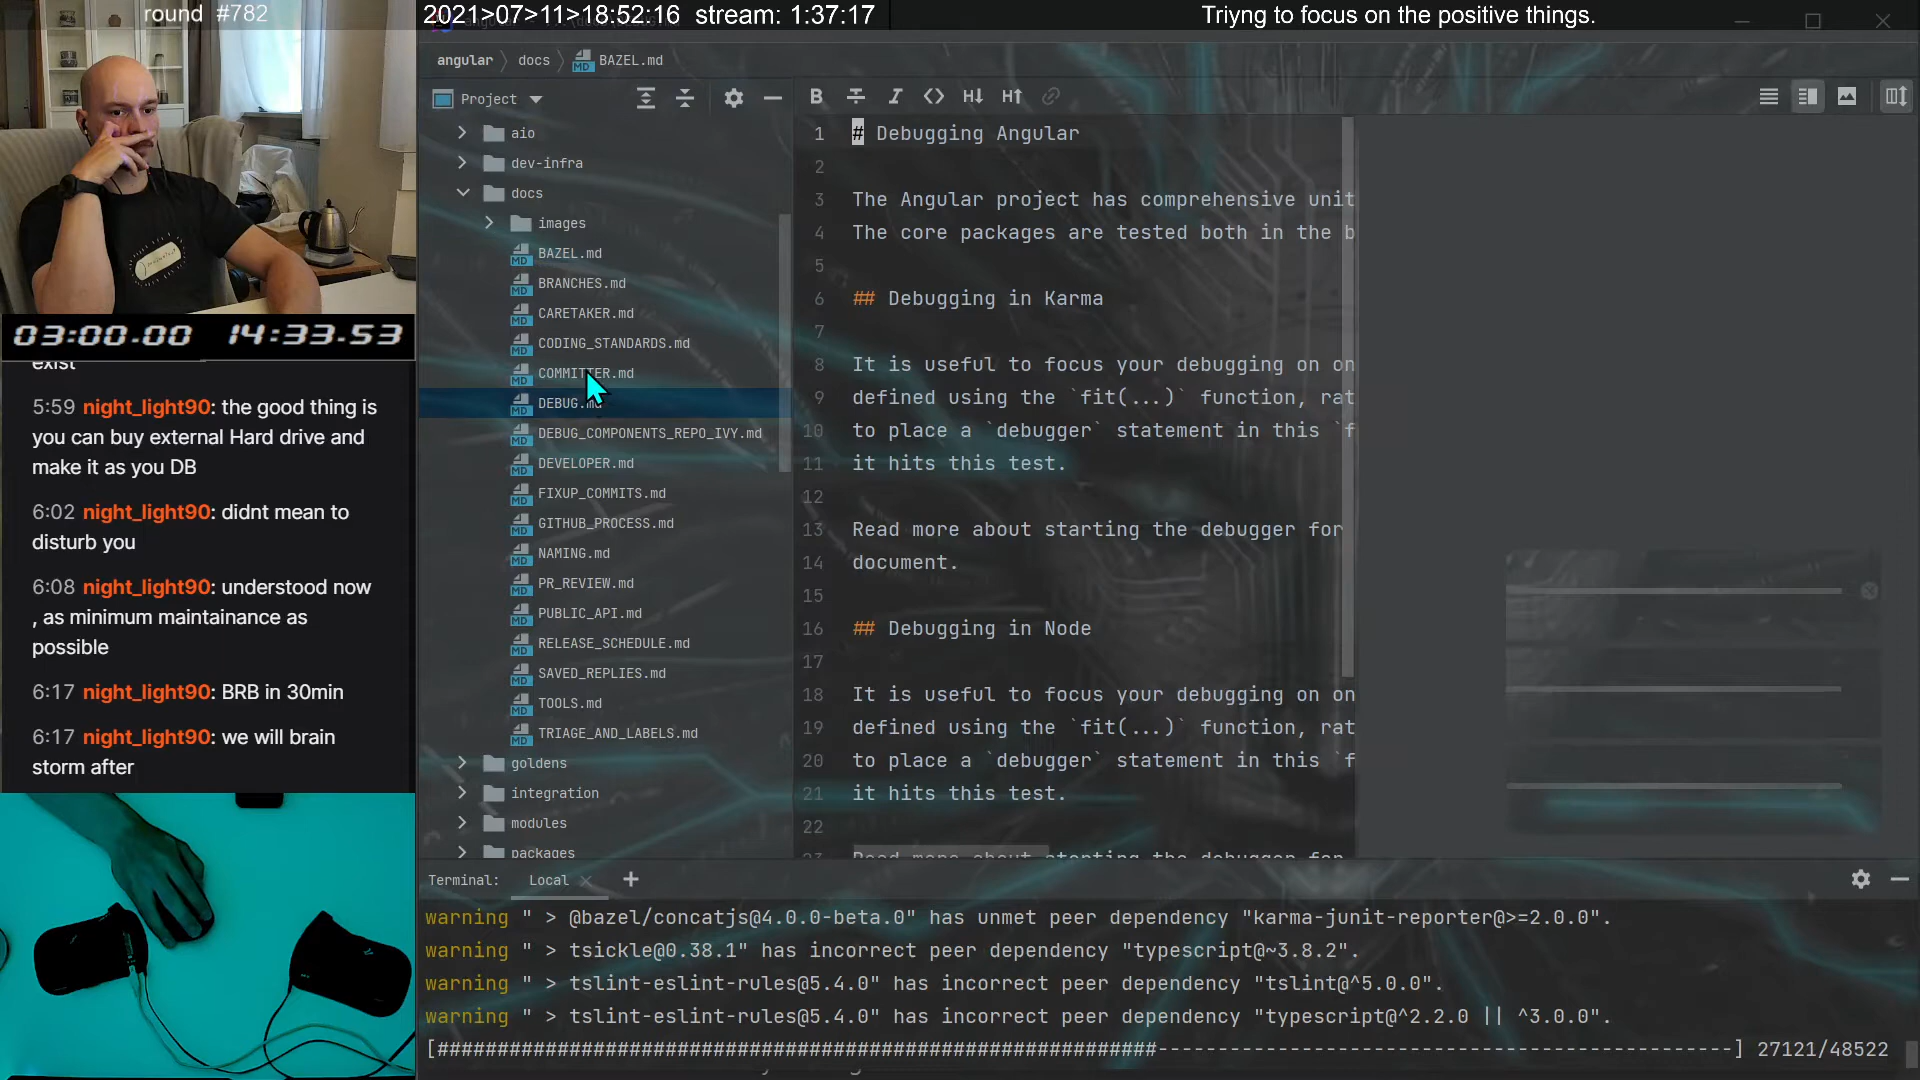 round #782
2021>07>11>18:52:16 stream: 1:37:17
Triyng to focus on the positive things.
03:00.00 14:33.53
exist
5:59 night_light90: the good thing is
you can buy external Hard drive and
make it as you DB
6:02 night_light90: didnt mean to
disturb you
6:08 night_light90: understood now
, as minimum maintainance as
possible
6:17 night_light90: BRB in 30min
6:17 night_light90: we will brain
storm after
angular docs BAZEL.md
Project
aio
dev-infra
docs
images
BAZEL.md
BRANCHES.md
CARETAKER.md
CODING_STANDARDS.md
COMMITTER.md
DEBUG.md
DEBUG_COMPONENTS_REPO_IVY.md
DEVELOPER.md
FIXUP_COMMITS.md
GITHUB_PROCESS.md
NAMING.md
PR_REVIEW.md
PUBLIC_API.md
RELEASE_SCHEDULE.md
SAVED_REPLIES.md
TOOLS.md
TRIAGE_AND_LABELS.md
goldens
integration
modules
packages
B I H↓ H↑
1 # Debugging Angular
2
3 The Angular project has comprehensive unit
4 The core packages are tested both in the b
5
6 ## Debugging in Karma
7
8 It is useful to focus your debugging on on
9 defined using the `fit(...)` function, rat
10 to place a `debugger` statement in this `f
11 it hits this test.
12
13 Read more about starting the debugger for
14 document.
15
16 ## Debugging in Node
17
18 It is useful to focus your debugging on on
19 defined using the `fit(...)` function, rat
20 to place a `debugger` statement in this `f
21 it hits this test.
22
23 Read more about starting the debugger for
Terminal: Local
warning " > @bazel/concatjs@4.0.0-beta.0" has unmet peer dependency "karma-junit-reporter@>=2.0.0".
warning " > tsickle@0.38.1" has incorrect peer dependency "typescript@~3.8.2".
warning " > tslint-eslint-rules@5.4.0" has incorrect peer dependency "tslint@^5.0.0".
warning " > tslint-eslint-rules@5.4.0" has incorrect peer dependency "typescript@^2.2.0 || ^3.0.0".
[############################################################------------------------------------------------] 27121/48522